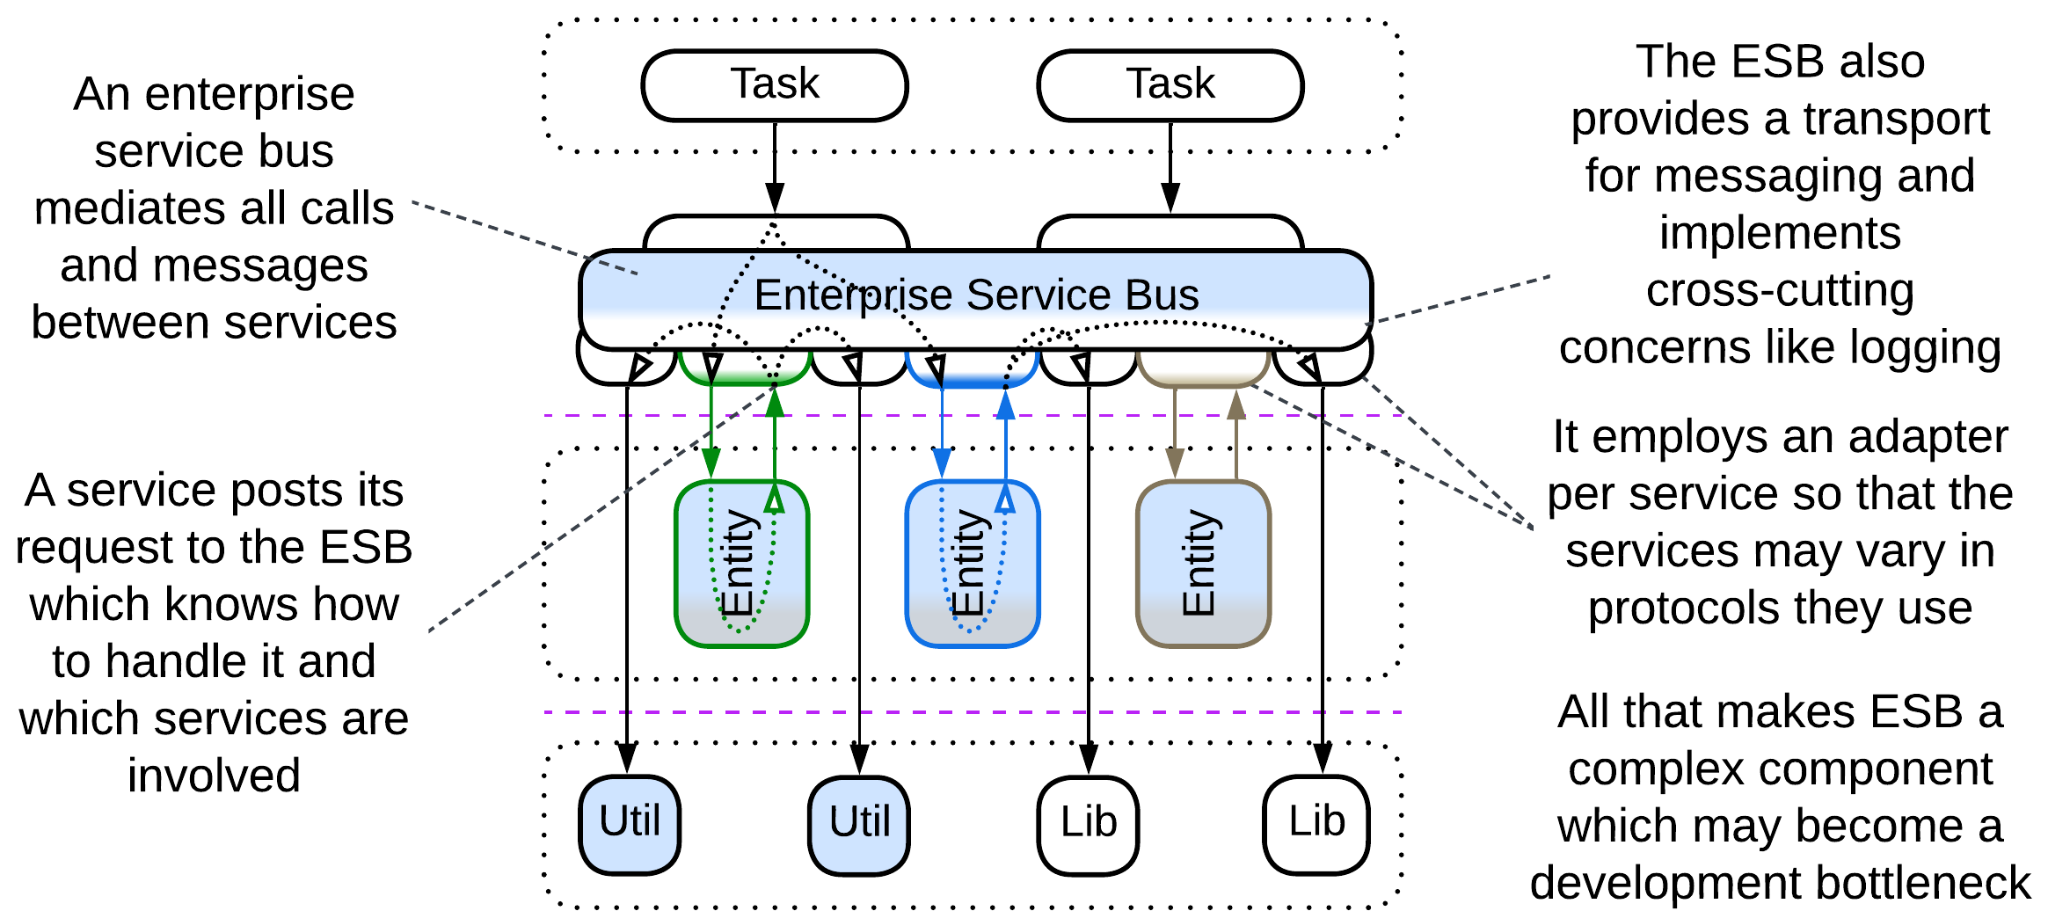 An enterprise
service bus
mediates all calls
and messages
between services
A service posts its
request to the ESB
which knows how
to handle it and
which services are
involved
Task
Task
Enterprise Service Bus
Entity
Entity
Entity
Util
Util
Lib
Lib
The ESB also
provides a transport
for messaging and
implements
cross-cutting
concerns like logging
It employs an adapter
per service so that the
services may vary in
protocols they use
All that makes ESB a
complex component
which may become a
development bottleneck